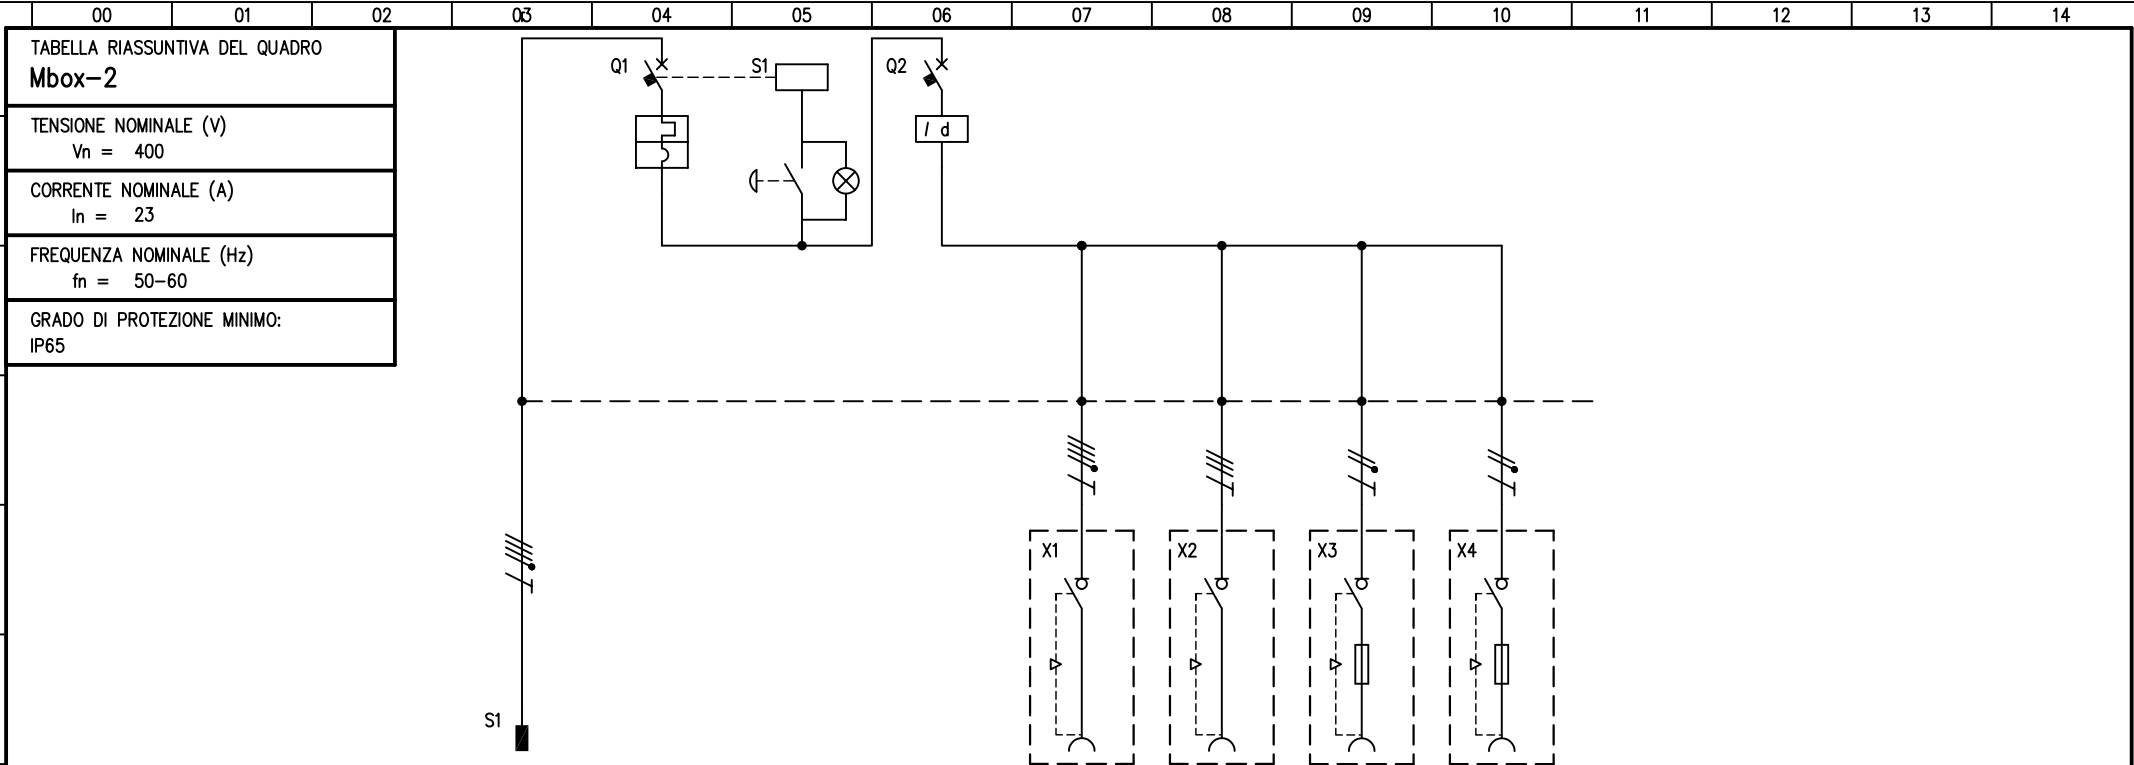 00 01 02 03 04 05 06 07 08 09 10 11 12 13 14
TABELLA RIASSUNTIVA DEL QUADRO
Mbox-2
TENSIONE NOMINALE (V)
Vn = 400
CORRENTE NOMINALE (A)
In = 23
FREQUENZA NOMINALE (Hz)
fn = 50-60
GRADO DI PROTEZIONE MINIMO:
IP65
Q1 S1 Q2
I d
X1 X2 X3 X4
S1